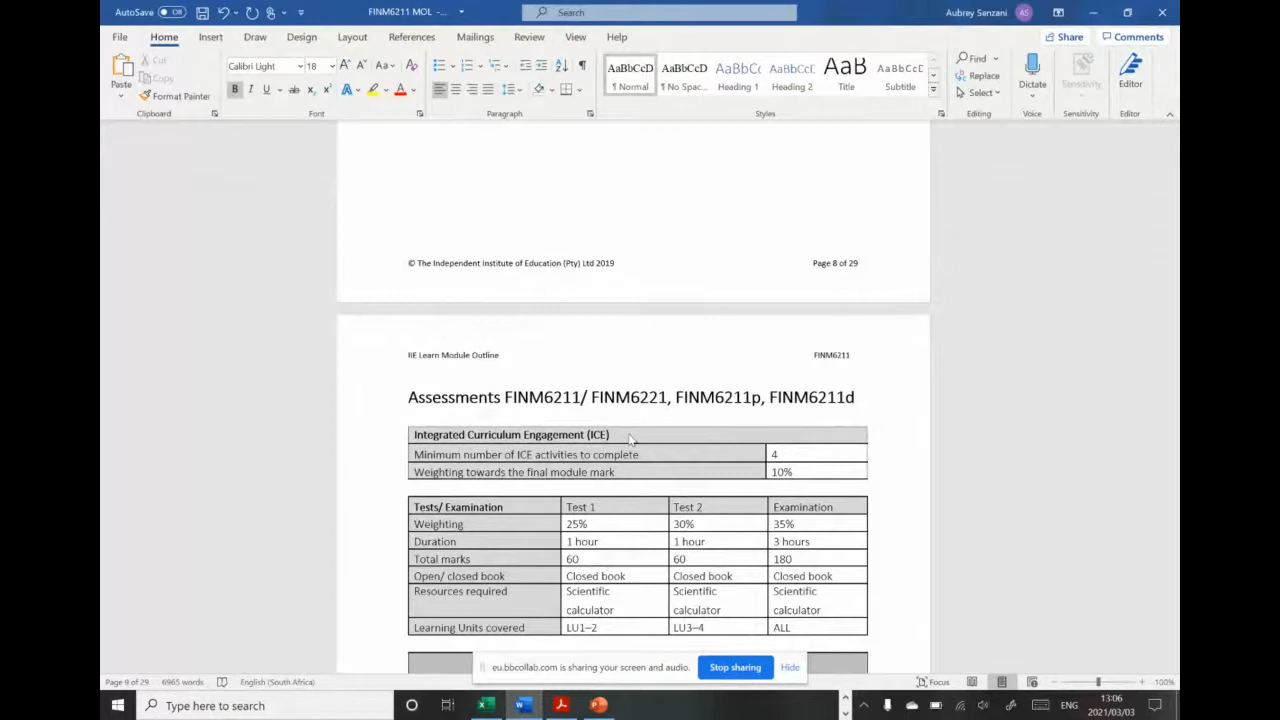 AutoSave Off FINM6211 MOL -... Search Aubrey Senzani AS
File Home Insert Draw Design Layout References Mailings Review View Help Share Comments
Paste Cut Copy Format Painter
Calibri Light 18
AaBbCcD AaBbCcD AaBbCc AaBbCcD AaB AaBbCcD
¶ Normal ¶ No Spac... Heading 1 Heading 2 Title Subtitle
Find Replace Select
Dictate Sensitivity Editor
Clipboard Font Paragraph Styles Editing Voice Sensitivity Editor
© The Independent Institute of Education (Pty) Ltd 2019 Page 8 of 29
IIE Learn Module Outline FINM6211
Assessments FINM6211/ FINM6221, FINM6211p, FINM6211d
Integrated Curriculum Engagement (ICE)
Minimum number of ICE activities to complete 4
Weighting towards the final module mark 10%
Tests/ Examination Test 1 Test 2 Examination
Weighting 25% 30% 35%
Duration 1 hour 1 hour 3 hours
Total marks 60 60 180
Open/ closed book Closed book Closed book Closed book
Resources required Scientific Scientific Scientific
calculator calculator calculator
Learning Units covered LU1–2 LU3–4 ALL
eu.bbcollab.com is sharing your screen and audio. Stop sharing Hide
Page 9 of 29 6965 words English (South Africa) Focus 100%
Type here to search ENG 13:06
2021/03/03